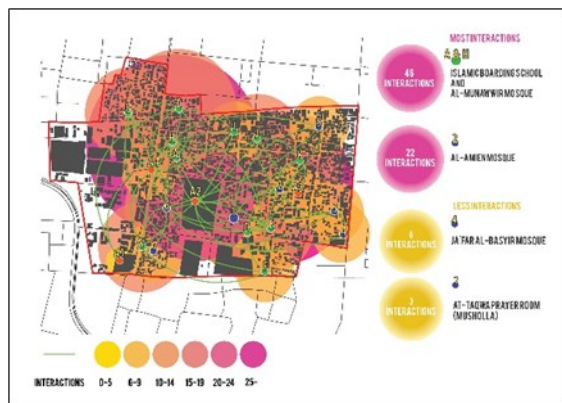 MOST INTERACTIONS
46
INTERACTIONS
ISLAMIC BOARDING SCHOOL
AND
AL-MUNAWWIR MOSQUE
22
INTERACTIONS
AL-AMIEN MOSQUE
LESS INTERACTIONS
INTERACTIONS
JA'FAR AL-BASYIR MOSQUE
3
INTERACTIONS
AT-TAQWA PRAYER ROOM
(MUSHOLLA)
A2
INTERACTIONS
0-5
6-9
10-14
15-19
20-24
25-